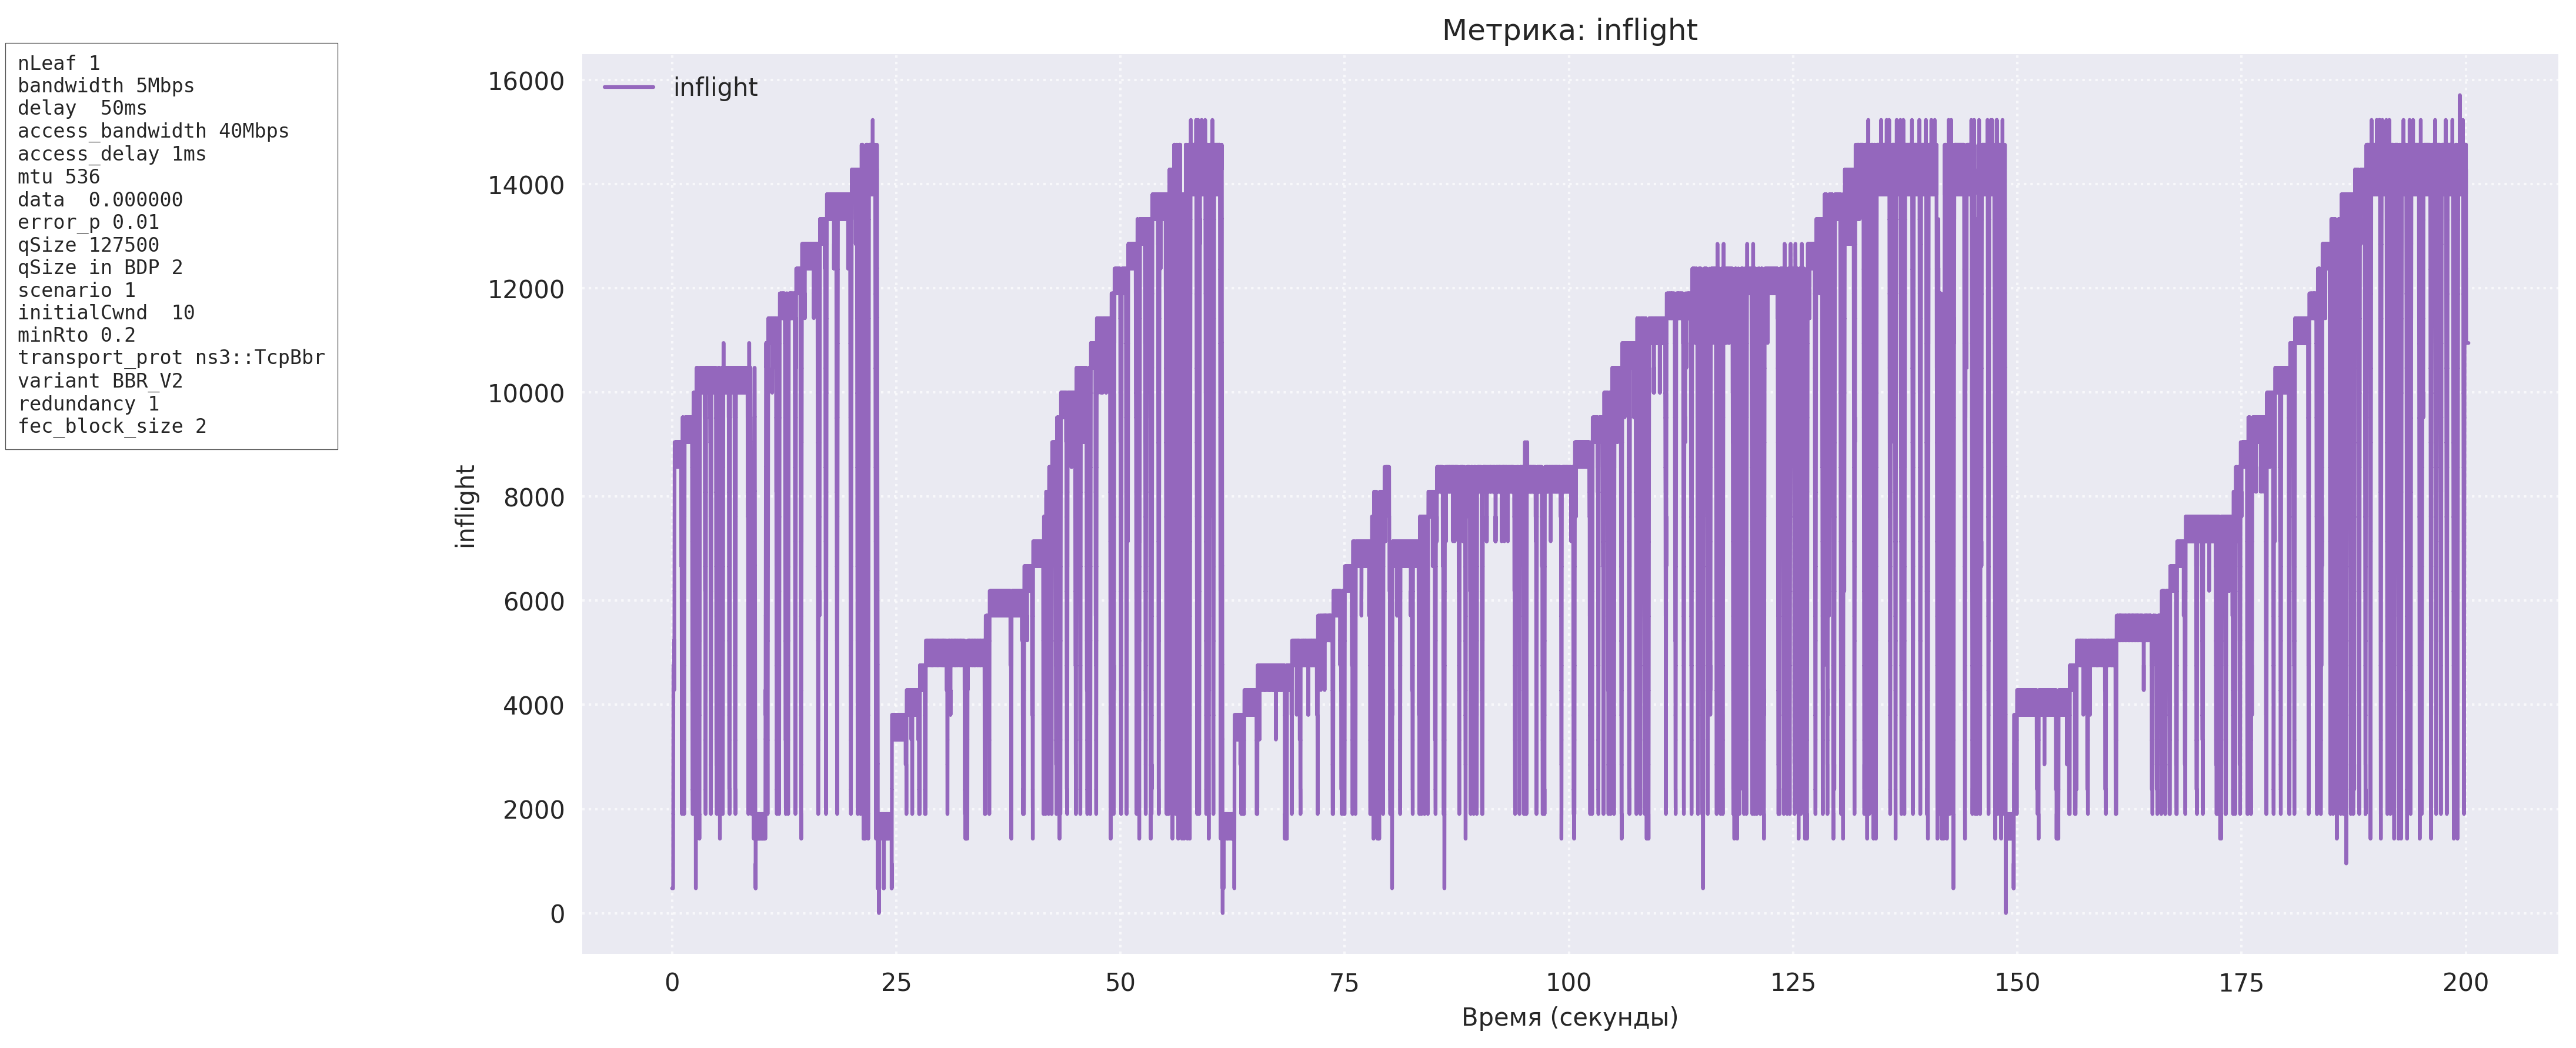 Метрика: inflight
nLeaf 1
bandwidth 5Mbps
delay  50ms
access_bandwidth 40Mbps
access_delay 1ms
mtu 536
data  0.000000
error_p 0.01
qSize 127500
qSize in BDP 2
scenario 1
initialCwnd  10
minRto 0.2
transport_prot ns3::TcpBbr
variant BBR_V2
redundancy 1
fec_block_size 2
inflight
inflight
16000
14000
12000
10000
8000
6000
4000
2000
0
0 25 50 75 100 125 150 175 200
Время (секунды)